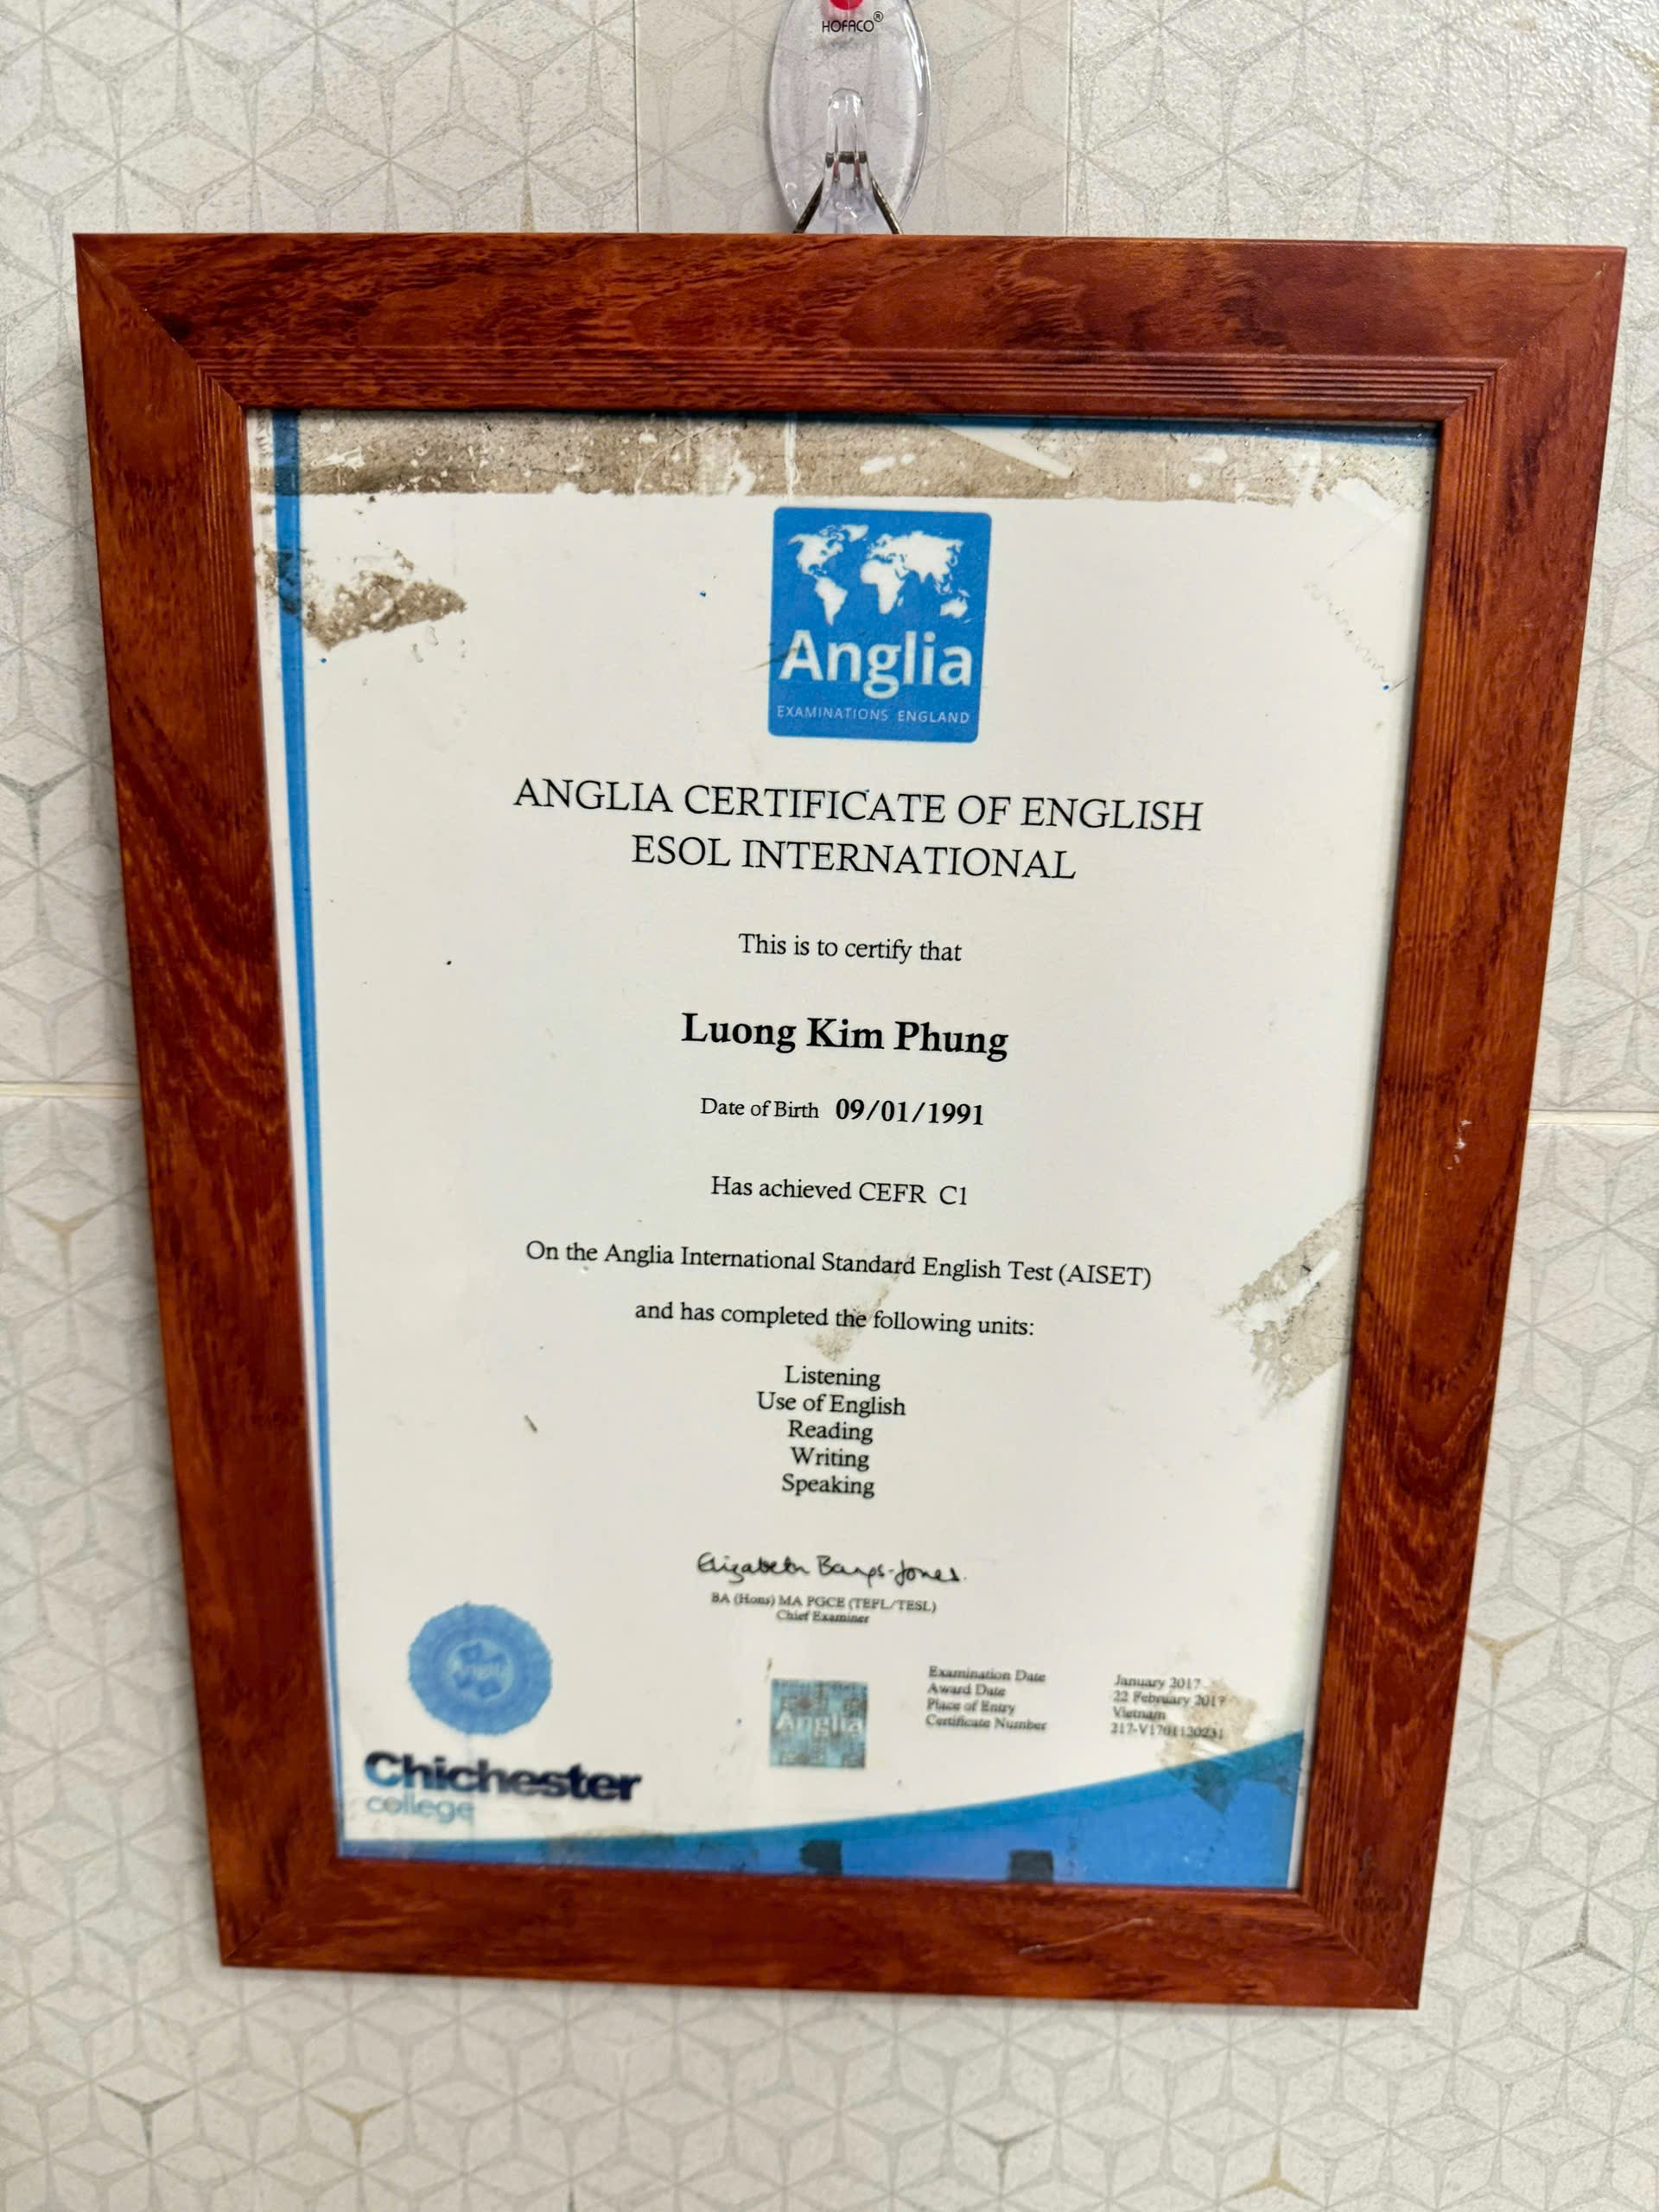 HOFACO®
Anglia
EXAMINATIONS ENGLAND
ANGLIA CERTIFICATE OF ENGLISH
ESOL INTERNATIONAL
This is to certify that
Luong Kim Phung
Date of Birth 09/01/1991
Has achieved CEFR C1
On the Anglia International Standard English Test (AISET)
and has completed the following units:
Listening
Use of English
Reading
Writing
Speaking
Elizabeth
BA (Hons) MA PGCE (TEFL/TESL)
Chief Examiner
Anglia
Anglia
Examination Date January 2017
Award Date 22 February 2017
Place of Entry Vietnam
Certificate Number
Chichester
college